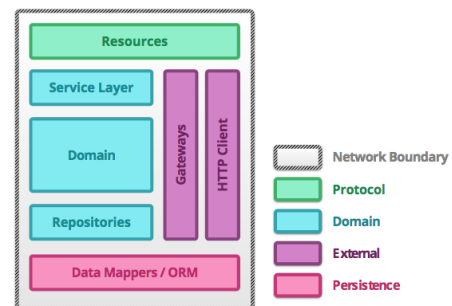 Resources
Service Layer
Domain
Repositories
Gateways
HTTP Client
Data Mappers / ORM
Network Boundary
Protocol
Domain
External
Persistence